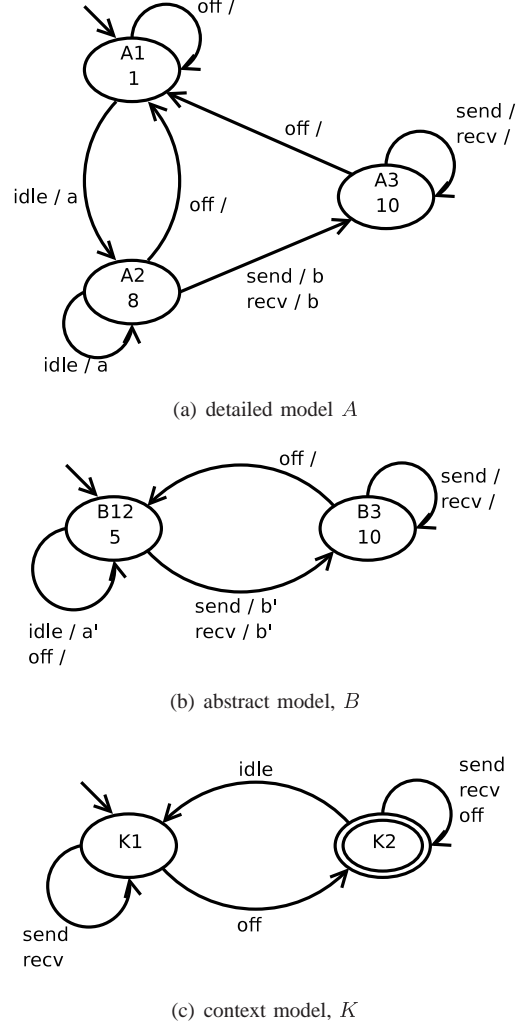 off /
A1
1
off /
send /
recv /
A3
10
idle / a
off /
A2
8
send / b
recv / b
idle / a
(a) detailed model A
off /
send /
recv /
B12
5
B3
10
send / b'
recv / b'
idle / a'
off /
(b) abstract model, B
idle
send
recv
off
K1
K2
off
send
recv
(c) context model, K